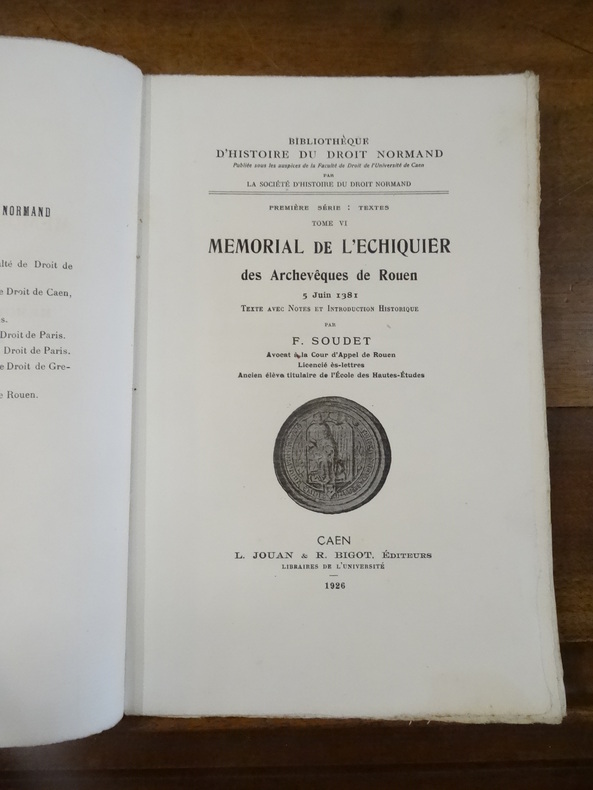 NORMAND
lté de Droit de
e Droit de Caen,
s.
Droit de Paris.
Droit de Paris.
e Droit de Gre-
e Rouen.
BIBLIOTHÈQUE
D'HISTOIRE DU DROIT NORMAND
Publiée sous les auspices de la Faculté de Droit de l'Université de Caen
PAR
LA SOCIÉTÉ D'HISTOIRE DU DROIT NORMAND
PREMIÈRE SÉRIE : TEXTES
TOME VI
MEMORIAL DE L'ECHIQUIER
des Archevêques de Rouen
5 Juin 1381
TEXTE AVEC NOTES ET INTRODUCTION HISTORIQUE
PAR
F. SOUDET
Avocat à la Cour d'Appel de Rouen
Licencié ès-lettres
Ancien élève titulaire de l'École des Hautes-Études
CAEN
L. JOUAN & R. BIGOT, ÉDITEURS
LIBRAIRES DE L'UNIVERSITÉ
1926